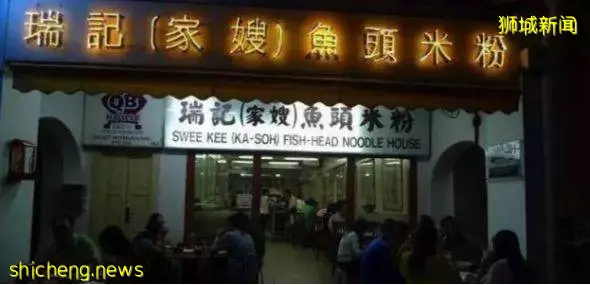 狮城新闻
瑞記(家嫂)魚頭米粉
QB
HOUSE
瑞記(家嫂)魚頭米粉
SWEE KEE (KA-SOH) FISH-HEAD NOODLE HOUSE
shicheng.news